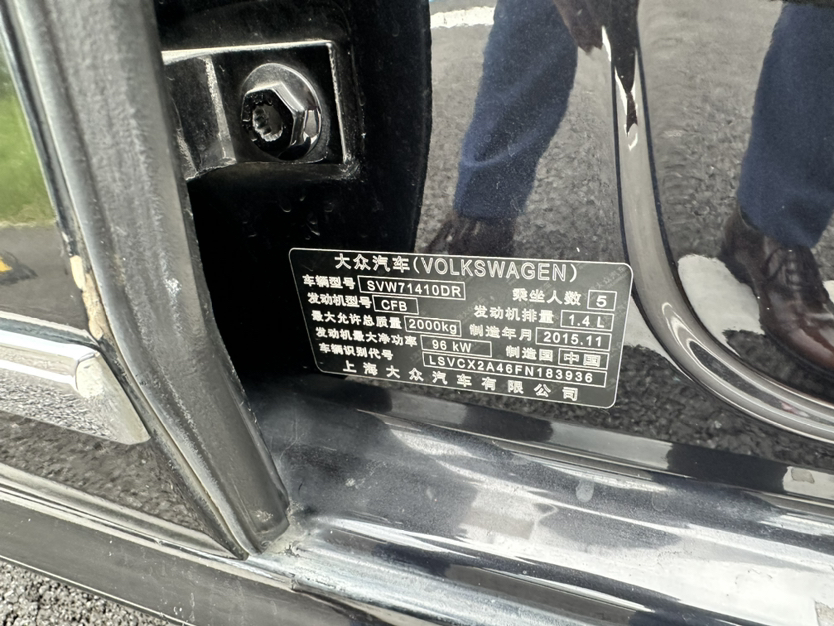 大众汽车(VOLKSWAGEN)
车辆型号 SVW71410DR 乘坐人数 5
发动机型号 CFB 发动机排量 1.4 L
最大允许总质量 2000kg 制造年月 2015.11
发动机最大净功率 96 kW 制造国 中国
车辆识别代号 LSVCX2A46FN183936
上海大众汽车有限公司